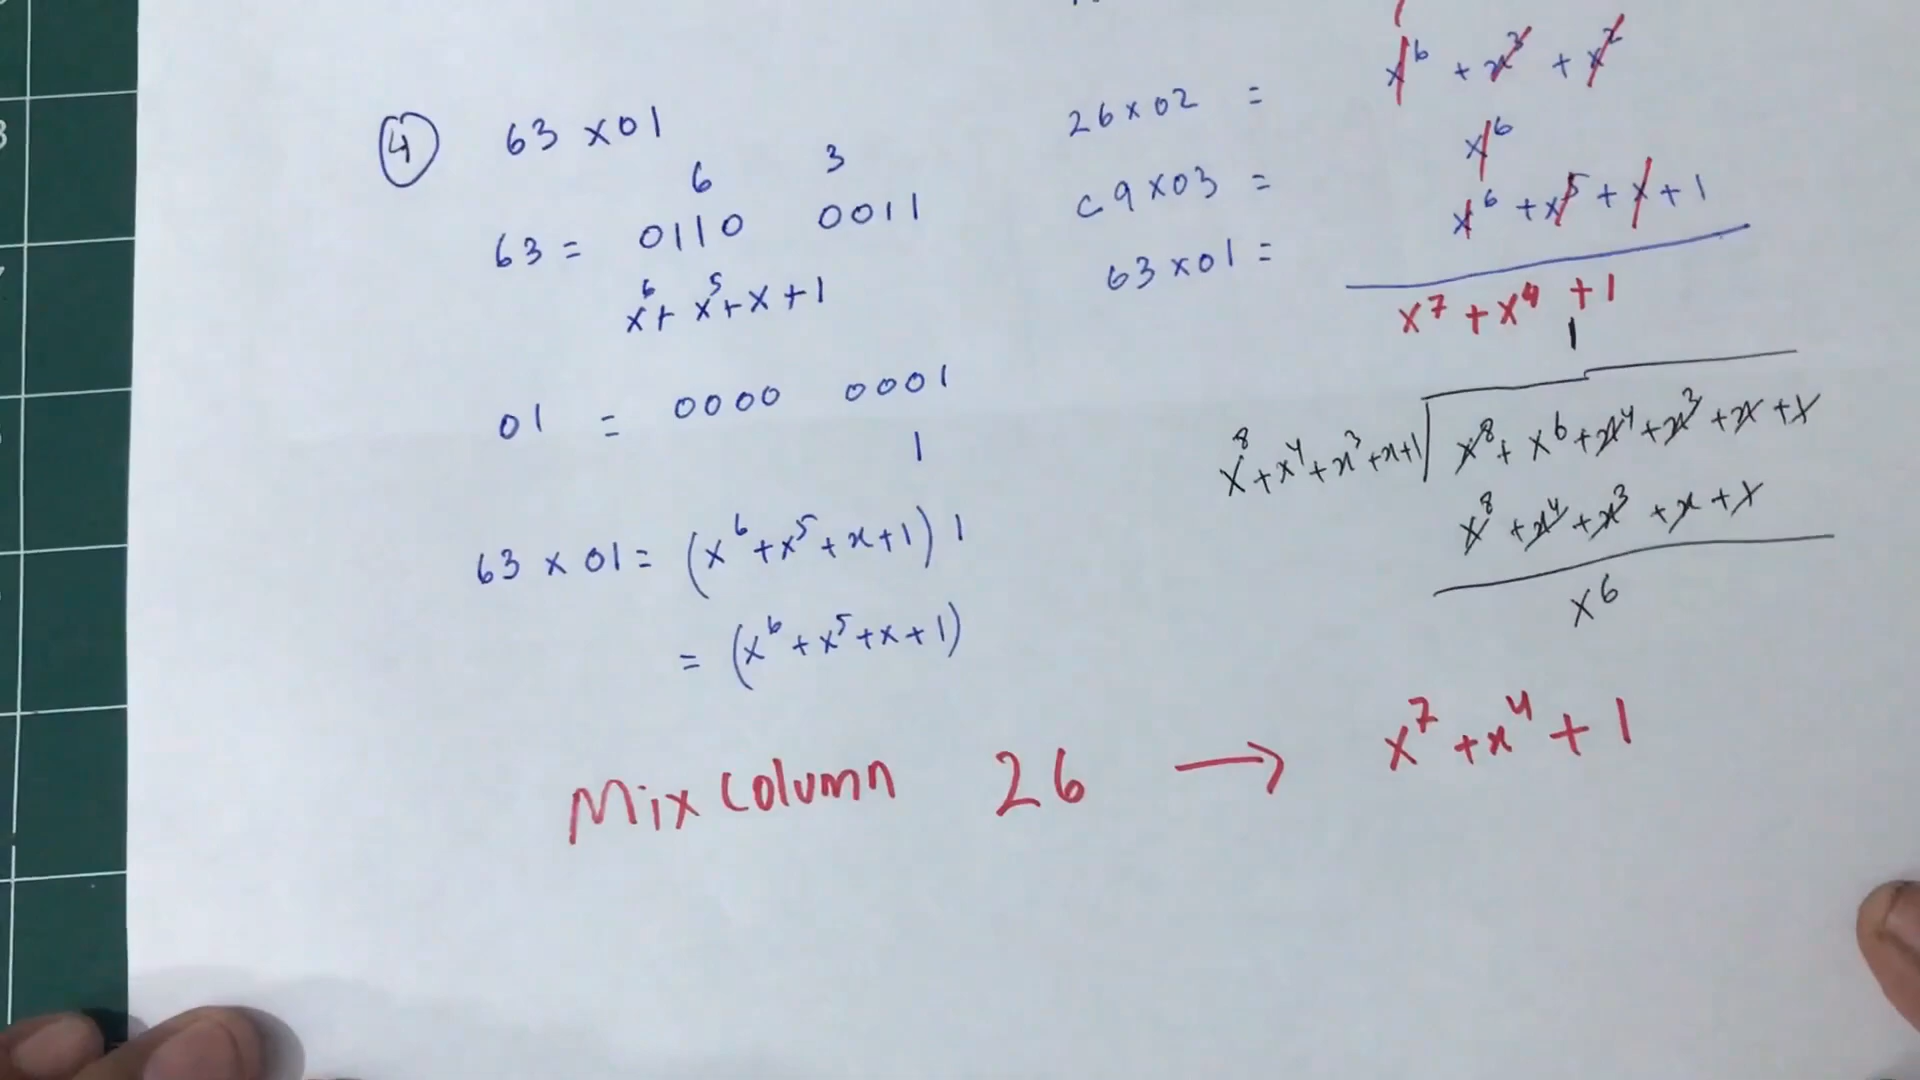 ④ 63 x 01
6 3
63 = 0110 0011
x⁶ + x⁵ + x + 1
01 = 0000 0001
1
63 x 01 = (x⁶ + x⁵ + x + 1) 1
= (x⁶ + x⁵ + x + 1)
26 x 02 = x⁶ + x³ + x²
c9 x 03 = x⁶
63 x 01 = x⁶ + x⁵ + x + 1
x⁷ + x⁴ + 1
1
x⁸ + x⁴ + x³ + x + 1 x⁸ + x⁶ + x⁴ + x³ + x + x
x⁸ + x⁴ + x³ + x + x
x⁶
Mix column 26 → x⁷ + x⁴ + 1